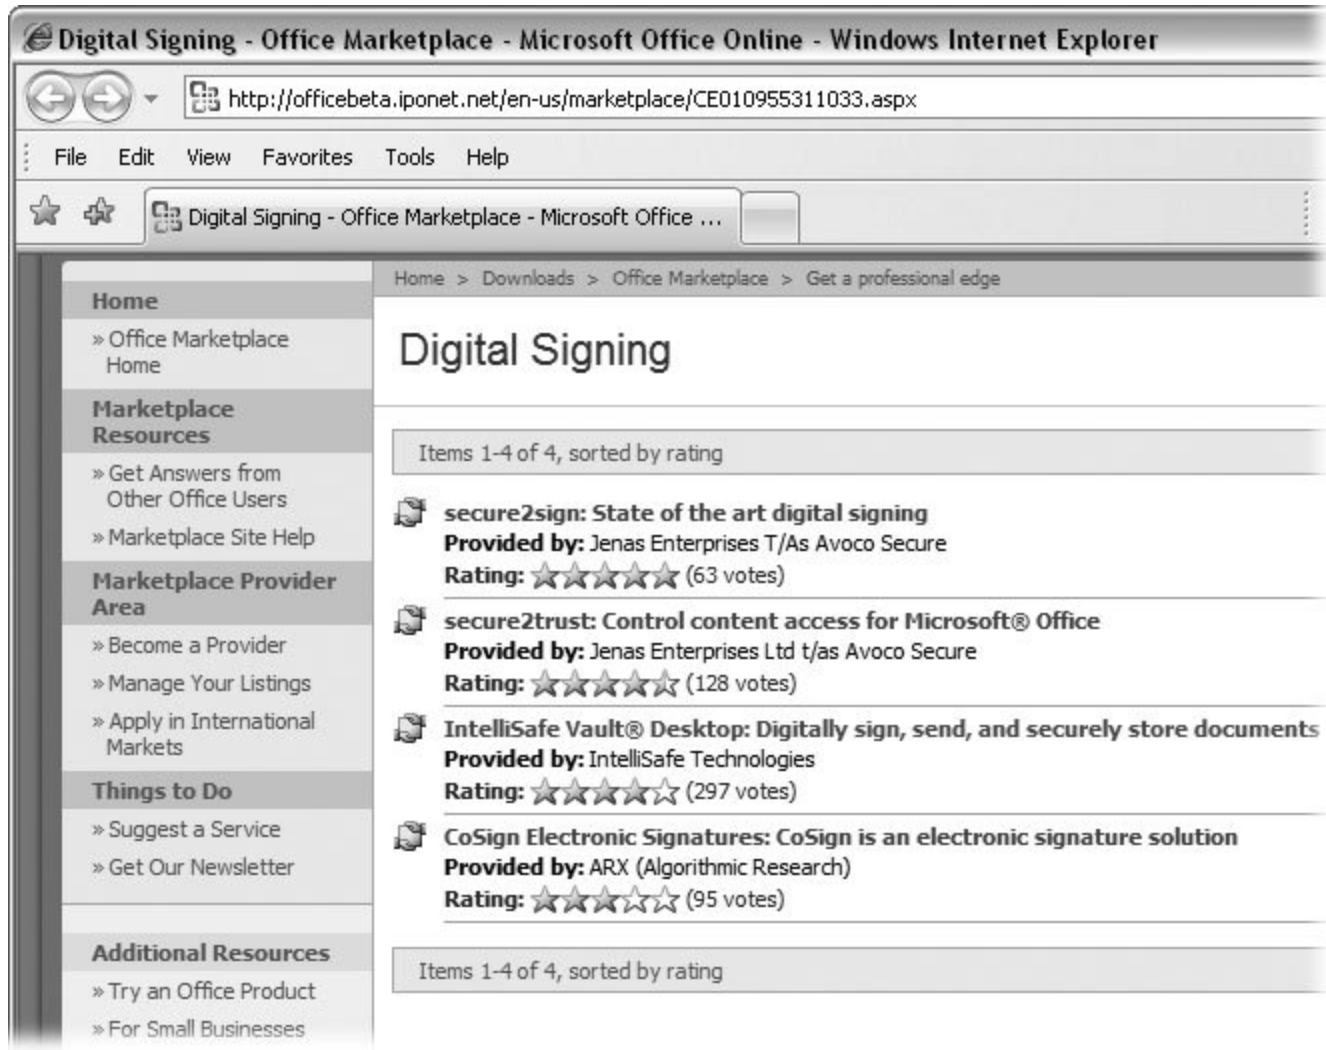 Digital Signing - Office Marketplace - Microsoft Office Online - Windows Internet Explorer
http://officebeta.iponet.net/en-us/marketplace/CE010955311033.aspx
File Edit View Favorites Tools Help
Digital Signing - Office Marketplace - Microsoft Office ...
Home
» Office Marketplace
Home
Marketplace
Resources
» Get Answers from
Other Office Users
» Marketplace Site Help
Marketplace Provider
Area
» Become a Provider
» Manage Your Listings
» Apply in International
Markets
Things to Do
» Suggest a Service
» Get Our Newsletter
Additional Resources
» Try an Office Product
» For Small Businesses
Home > Downloads > Office Marketplace > Get a professional edge
Digital Signing
Items 1-4 of 4, sorted by rating
secure2sign: State of the art digital signing
Provided by: Jenas Enterprises T/As Avoco Secure
Rating: (63 votes)
secure2trust: Control content access for Microsoft® Office
Provided by: Jenas Enterprises Ltd t/as Avoco Secure
Rating: (128 votes)
IntelliSafe Vault® Desktop: Digitally sign, send, and securely store documents
Provided by: IntelliSafe Technologies
Rating: (297 votes)
CoSign Electronic Signatures: CoSign is an electronic signature solution
Provided by: ARX (Algorithmic Research)
Rating: (95 votes)
Items 1-4 of 4, sorted by rating